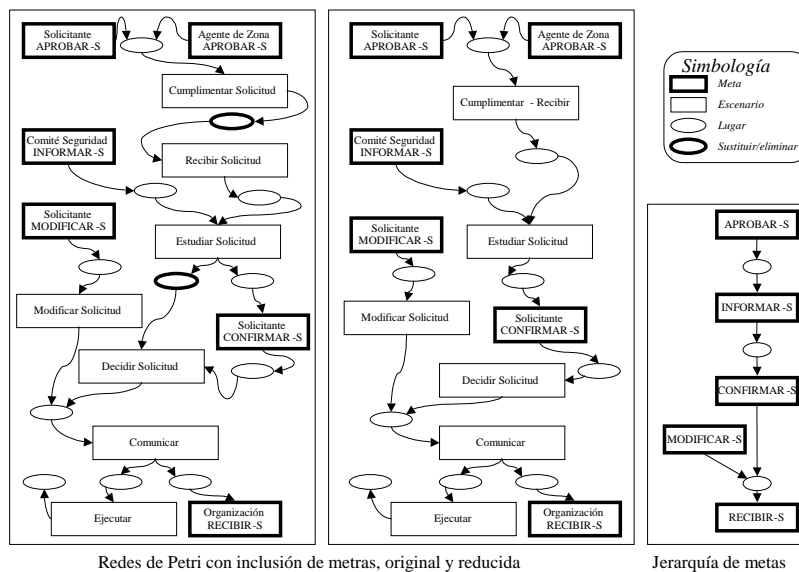 Solicitante
APROBAR -S
Agente de Zona
APROBAR -S
Cumplimentar Solicitud
Comité Seguridad
INFORMAR -S
Recibir Solicitud
Solicitante
MODIFICAR -S
Estudiar Solicitud
Modificar Solicitud
Solicitante
CONFIRMAR -S
Decidir Solicitud
Comunicar
Ejecutar
Organización
RECIBIR -S
Solicitante
APROBAR -S
Agente de Zona
APROBAR -S
Cumplimentar - Recibir
Comité Seguridad
INFORMAR -S
Solicitante
MODIFICAR -S
Estudiar Solicitud
Modificar Solicitud
Solicitante
CONFIRMAR -S
Decidir Solicitud
Comunicar
Ejecutar
Organización
RECIBIR -S
Simbología
Meta
Escenario
Lugar
Sustituir/eliminar
APROBAR -S
INFORMAR -S
CONFIRMAR -S
MODIFICAR -S
RECIBIR -S
Redes de Petri con inclusión de metras, original y reducida
Jerarquía de metas